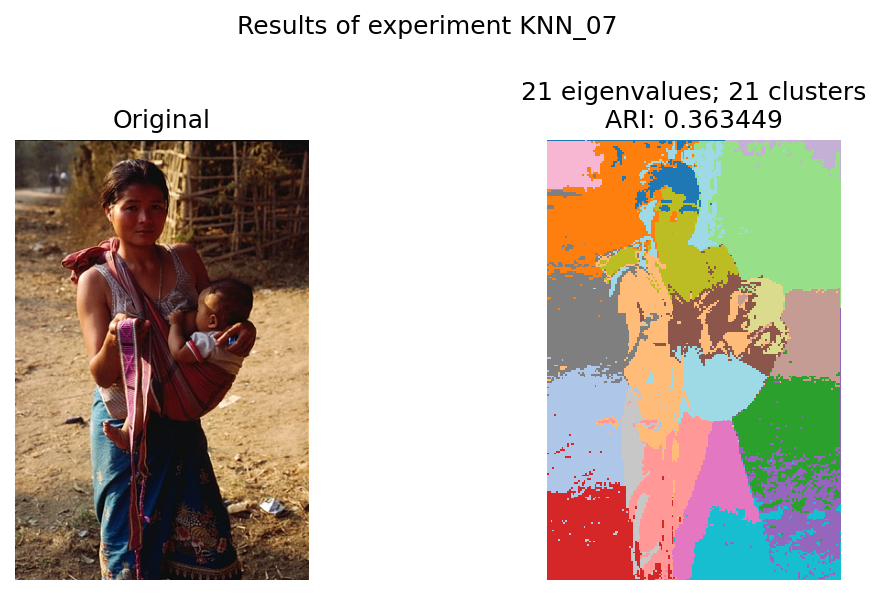 Results of experiment KNN_07
Original
21 eigenvalues; 21 clusters
ARI: 0.363449